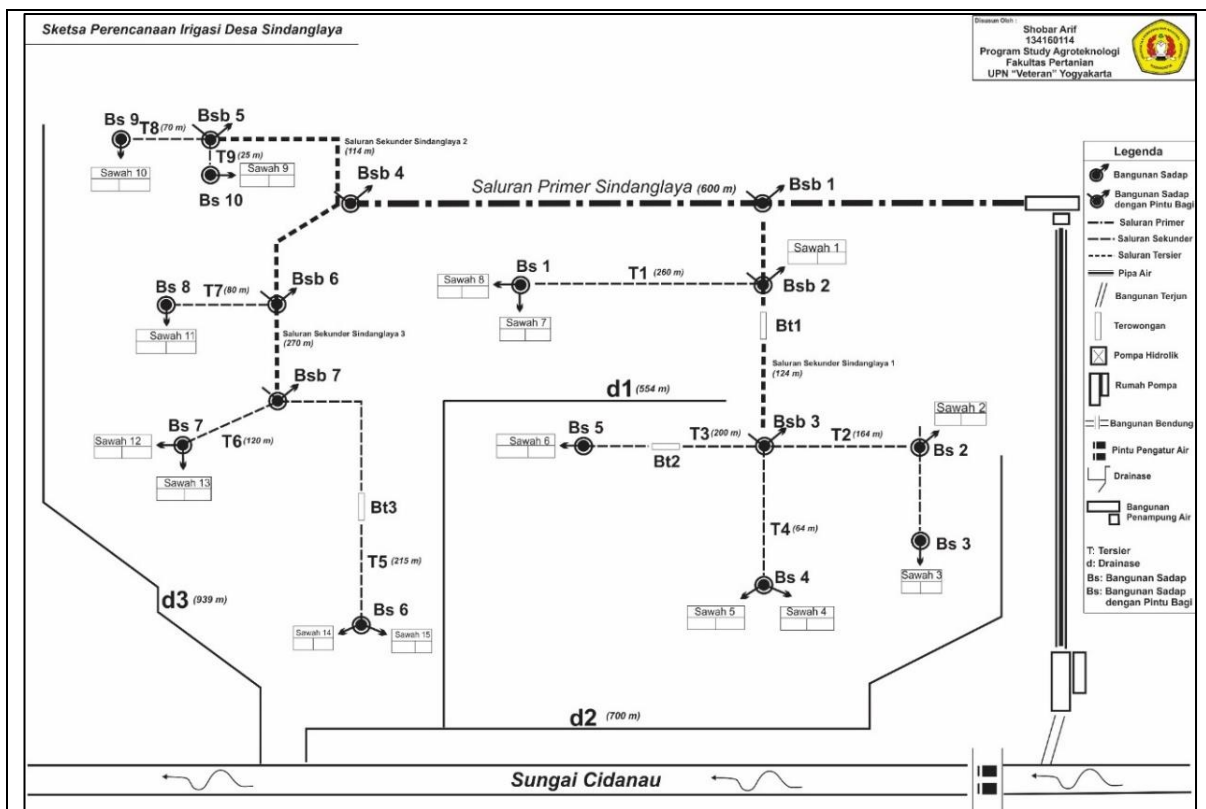 Sketsa Perencanaan Irigasi Desa Sindanglaya
Disusun Oleh :
Shobar Arif
134160114
Program Study Agroteknologi
Fakultas Pertanian
UPN "Veteran" Yogyakarta
Bs 9
T8 (70 m)
Bsb 5
Sawah 10
T9 (25 m)
Sawah 9
Bs 10
Saluran Sekunder Sindanglaya 2
(114 m)
Bsb 4
Saluran Primer Sindanglaya (600 m)
Bsb 1
Sawah 1
Bs 1
T1 (260 m)
Bsb 2
Sawah 8
Sawah 7
Bt1
Bs 8
T7 (80 m)
Bsb 6
Sawah 11
Saluran Sekunder Sindanglaya 3
(270 m)
Saluran Sekunder Sindanglaya 1
(124 m)
Bsb 7
d1 (554 m)
Bs 7
T6 (120 m)
Sawah 12
Sawah 13
Bs 5
Sawah 6
Bt2
T3 (200 m)
Bsb 3
T2 (164 m)
Sawah 2
Bs 2
Bt3
T5 (215 m)
T4 (64 m)
Bs 3
Sawah 3
Bs 4
Sawah 5
Sawah 4
d3 (939 m)
Bs 6
Sawah 14
Sawah 15
d2 (700 m)
Sungai Cidanau
Legenda
Bangunan Sadap
Bangunan Sadap
dengan Pintu Bagi
Saluran Primer
Saluran Sekunder
Saluran Tersier
Pipa Air
Bangunan Terjun
Terowongan
Pompa Hidrolik
Rumah Pompa
Bangunan Bendung
Pintu Pengatur Air
Drainase
Bangunan
Penampung Air
T: Tersier
d: Drainase
Bs: Bangunan Sadap
Bs: Bangunan Sadap
dengan Pintu Bagi